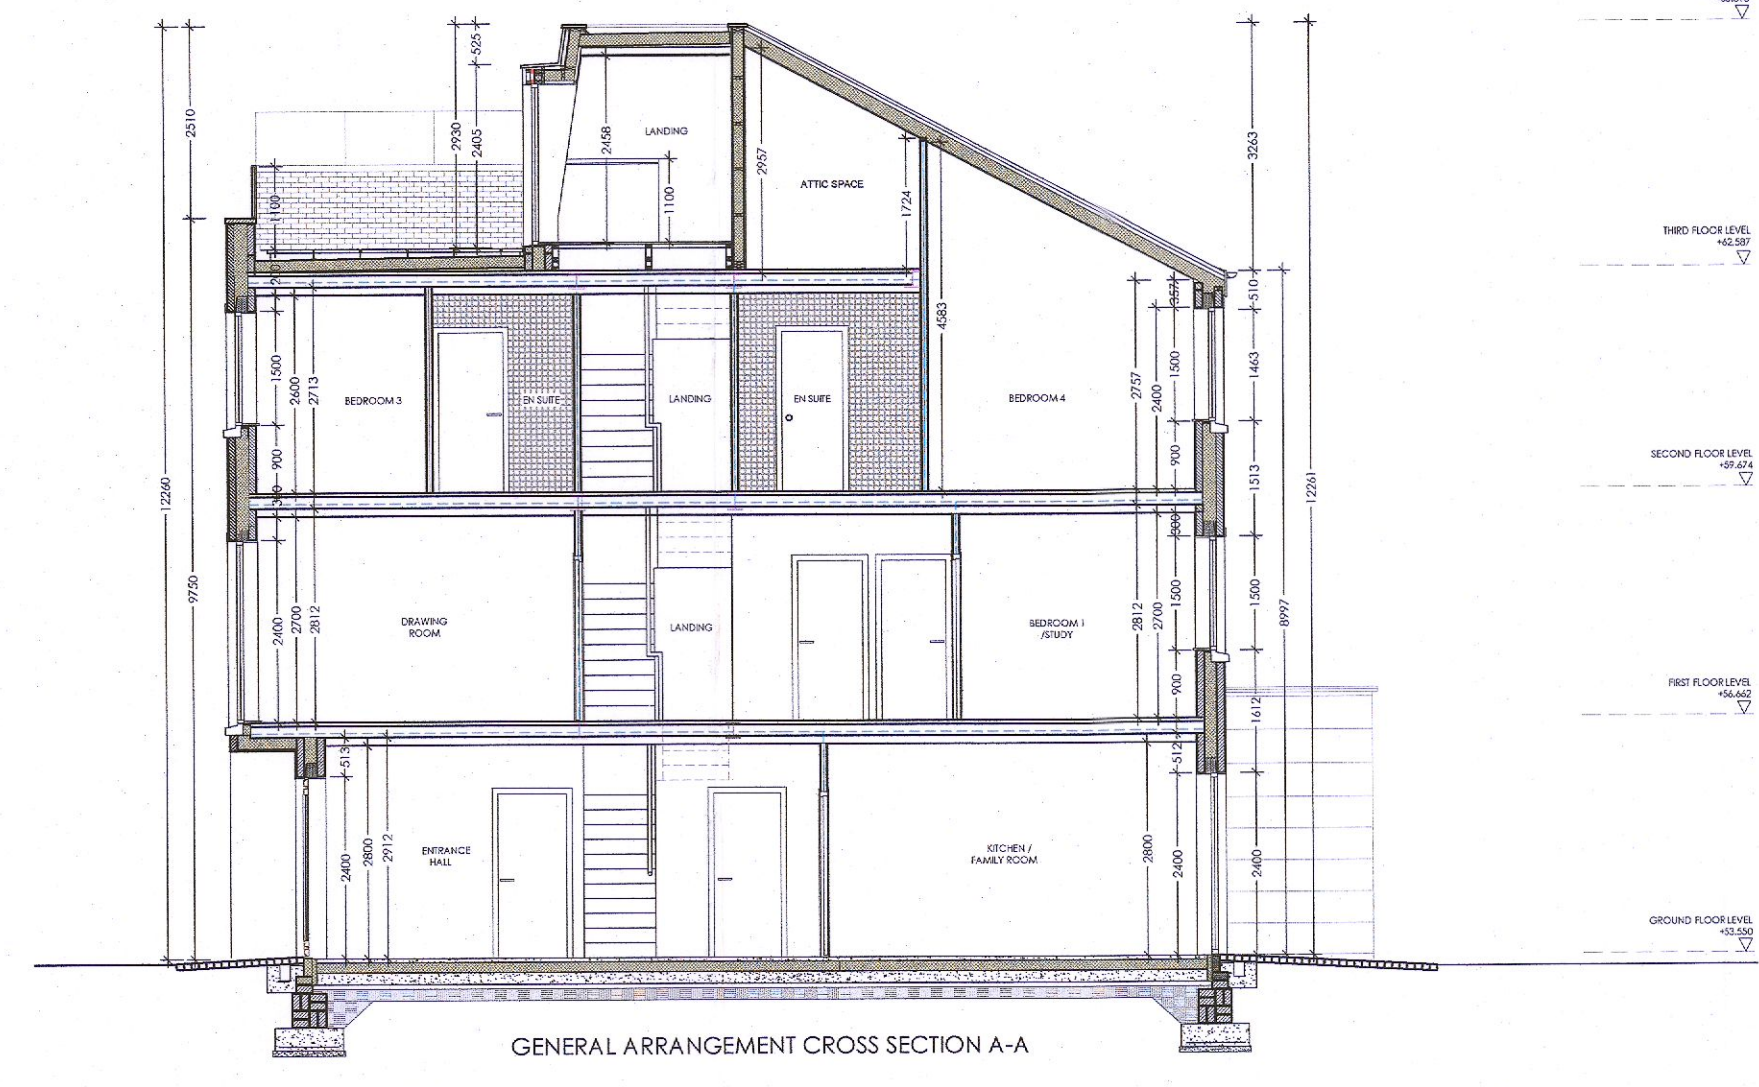 12260
2510
9750
2930
525
2405
1100
2458
LANDING
1100
2957
ATTIC SPACE
1724
4583
3263
12261
8997
THIRD FLOOR LEVEL
+62.587
1500
2600
2713
900
BEDROOM 3
EN SUITE
LANDING
EN SUITE
BEDROOM 4
2757
2400
357
1500
900
510
1463
1513
SECOND FLOOR LEVEL
+59.674
2400
2700
2812
DRAWING
ROOM
LANDING
BEDROOM 1
/STUDY
2812
2700
300
1500
900
1500
1612
FIRST FLOOR LEVEL
+56.662
513
2400
2800
2912
ENTRANCE
HALL
KITCHEN /
FAMILY ROOM
2800
512
2400
2400
GROUND FLOOR LEVEL
+53.550
GENERAL ARRANGEMENT CROSS SECTION A-A